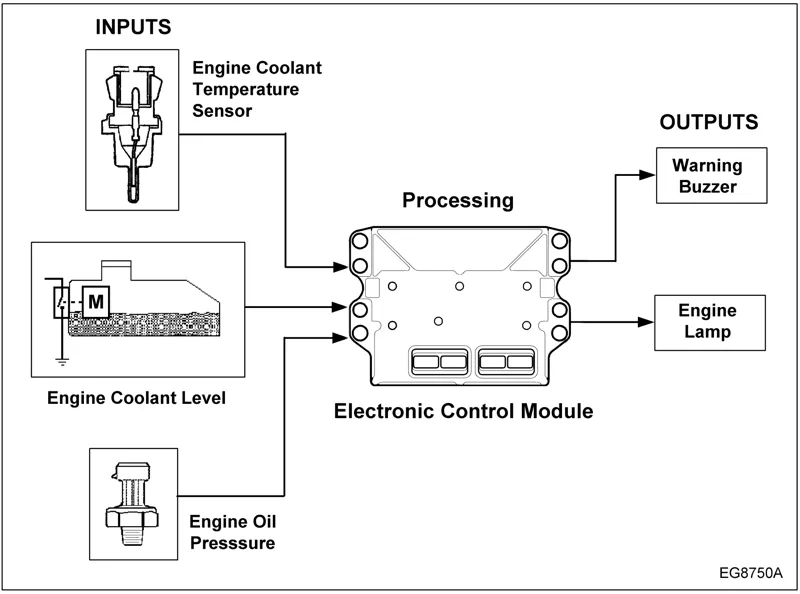 INPUTS
Engine Coolant
Temperature
Sensor
OUTPUTS
Warning
Buzzer
Processing
M
Engine
Lamp
Engine Coolant Level
Electronic Control Module
Engine Oil
Presssure
EG8750A